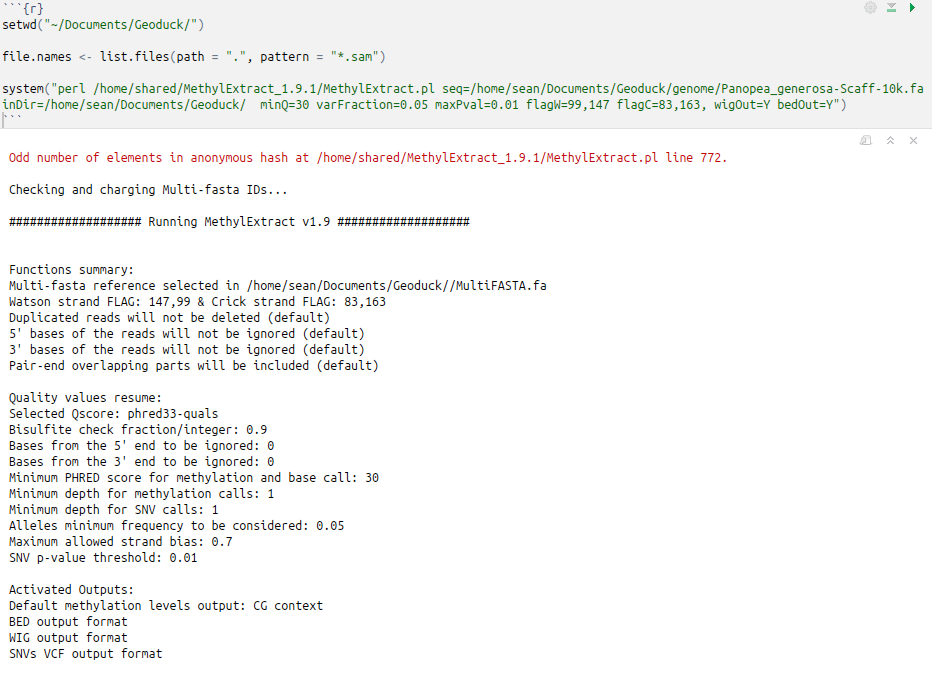 ```{r}
setwd("~/Documents/Geoduck/")
file.names <- list.files(path = ".", pattern = "*.sam")
system("perl /home/shared/MethylExtract_1.9.1/MethylExtract.pl seq=/home/sean/Documents/Geoduck/genome/Panopea_generosa-Scaff-10k.fa
inDir=/home/sean/Documents/Geoduck/  minQ=30 varFraction=0.05 maxPval=0.01 flagW=99,147 flagC=83,163, wigOut=Y bedOut=Y")
```
Odd number of elements in anonymous hash at /home/shared/MethylExtract_1.9.1/MethylExtract.pl line 772.
Checking and charging Multi-fasta IDs...
################### Running MethylExtract v1.9 ###################
Functions summary:
Multi-fasta reference selected in /home/sean/Documents/Geoduck//MultiFASTA.fa
Watson strand FLAG: 147,99 & Crick strand FLAG: 83,163
Duplicated reads will not be deleted (default)
5' bases of the reads will not be ignored (default)
3' bases of the reads will not be ignored (default)
Pair-end overlapping parts will be included (default)
Quality values resume:
Selected Qscore: phred33-quals
Bisulfite check fraction/integer: 0.9
Bases from the 5' end to be ignored: 0
Bases from the 3' end to be ignored: 0
Minimum PHRED score for methylation and base call: 30
Minimum depth for methylation calls: 1
Minimum depth for SNV calls: 1
Alleles minimum frequency to be considered: 0.05
Maximum allowed strand bias: 0.7
SNV p-value threshold: 0.01
Activated Outputs:
Default methylation levels output: CG context
BED output format
WIG output format
SNVs VCF output format